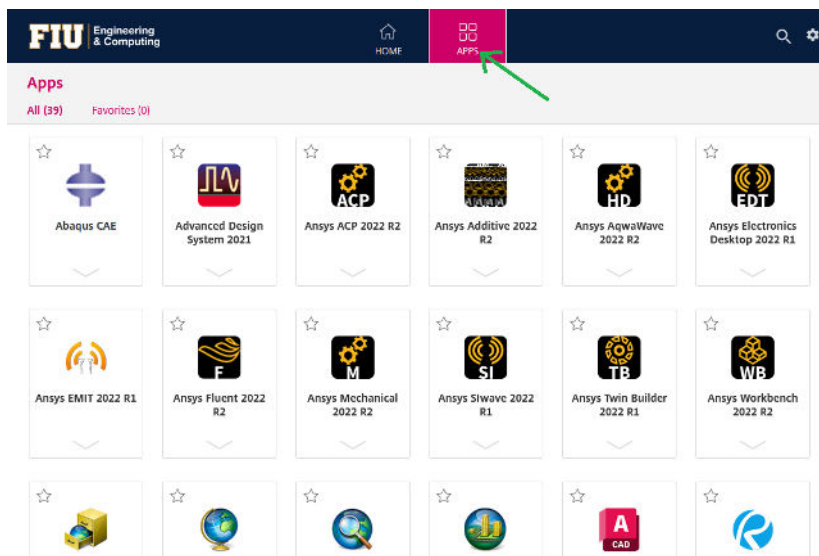 FIU Engineering
& Computing
HOME
APPS
Apps
All (39) Favorites (0)
ACP
HD
EDT
Abaqus CAE
Advanced Design
System 2021
Ansys ACP 2022 R2
Ansys Additive 2022
R2
Ansys AqwaWave
2022 R2
Ansys Electronics
Desktop 2022 R1
F
M
SI
TB
WB
Ansys EMIT 2022 R1
Ansys Fluent 2022
R2
Ansys Mechanical
2022 R2
Ansys SIwave 2022
R1
Ansys Twin Builder
2022 R1
Ansys Workbench
2022 R2
A
CAD